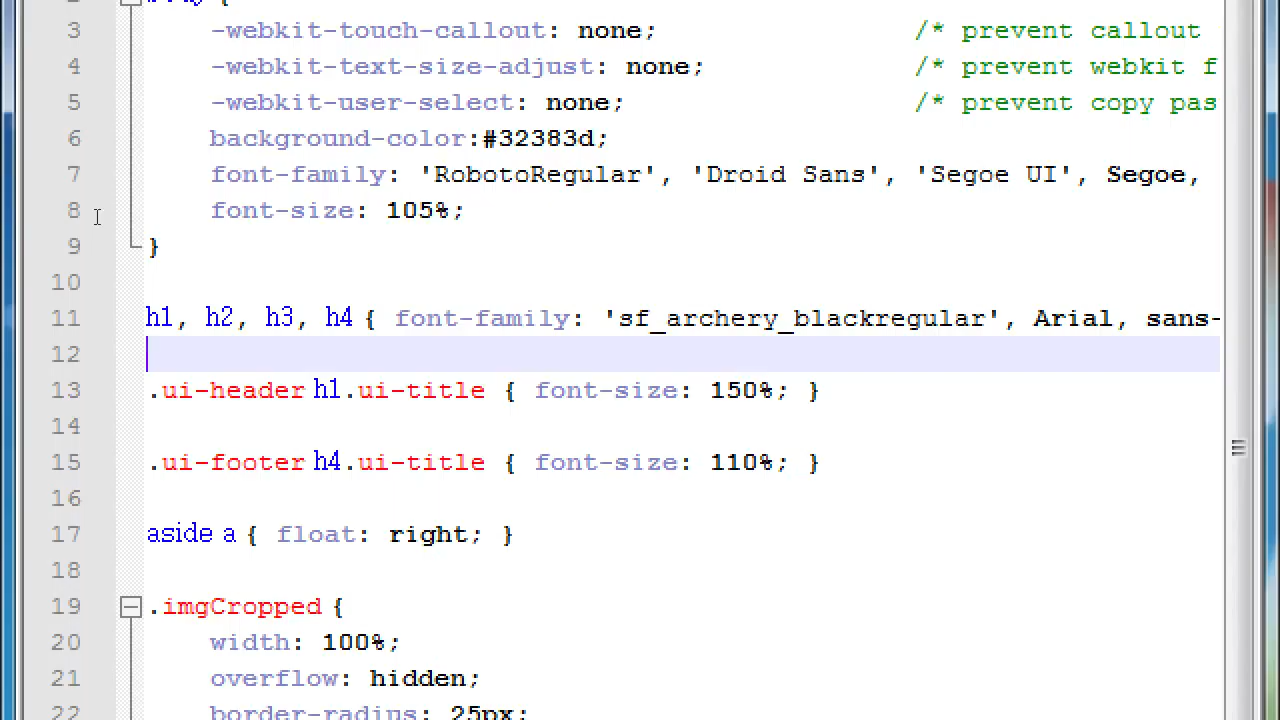 2
3 -webkit-touch-callout: none; /* prevent callout
4 -webkit-text-size-adjust: none; /* prevent webkit f
5 -webkit-user-select: none; /* prevent copy pas
6 background-color:#32383d;
7 font-family: 'RobotoRegular', 'Droid Sans', 'Segoe UI', Segoe,
8 font-size: 105%;
9 }
10
11 h1, h2, h3, h4 { font-family: 'sf_archery_blackregular', Arial, sans-
12
13 .ui-header h1.ui-title { font-size: 150%; }
14
15 .ui-footer h4.ui-title { font-size: 110%; }
16
17 aside a { float: right; }
18
19 .imgCropped {
20 width: 100%;
21 overflow: hidden;
22 border-radius: 25px;